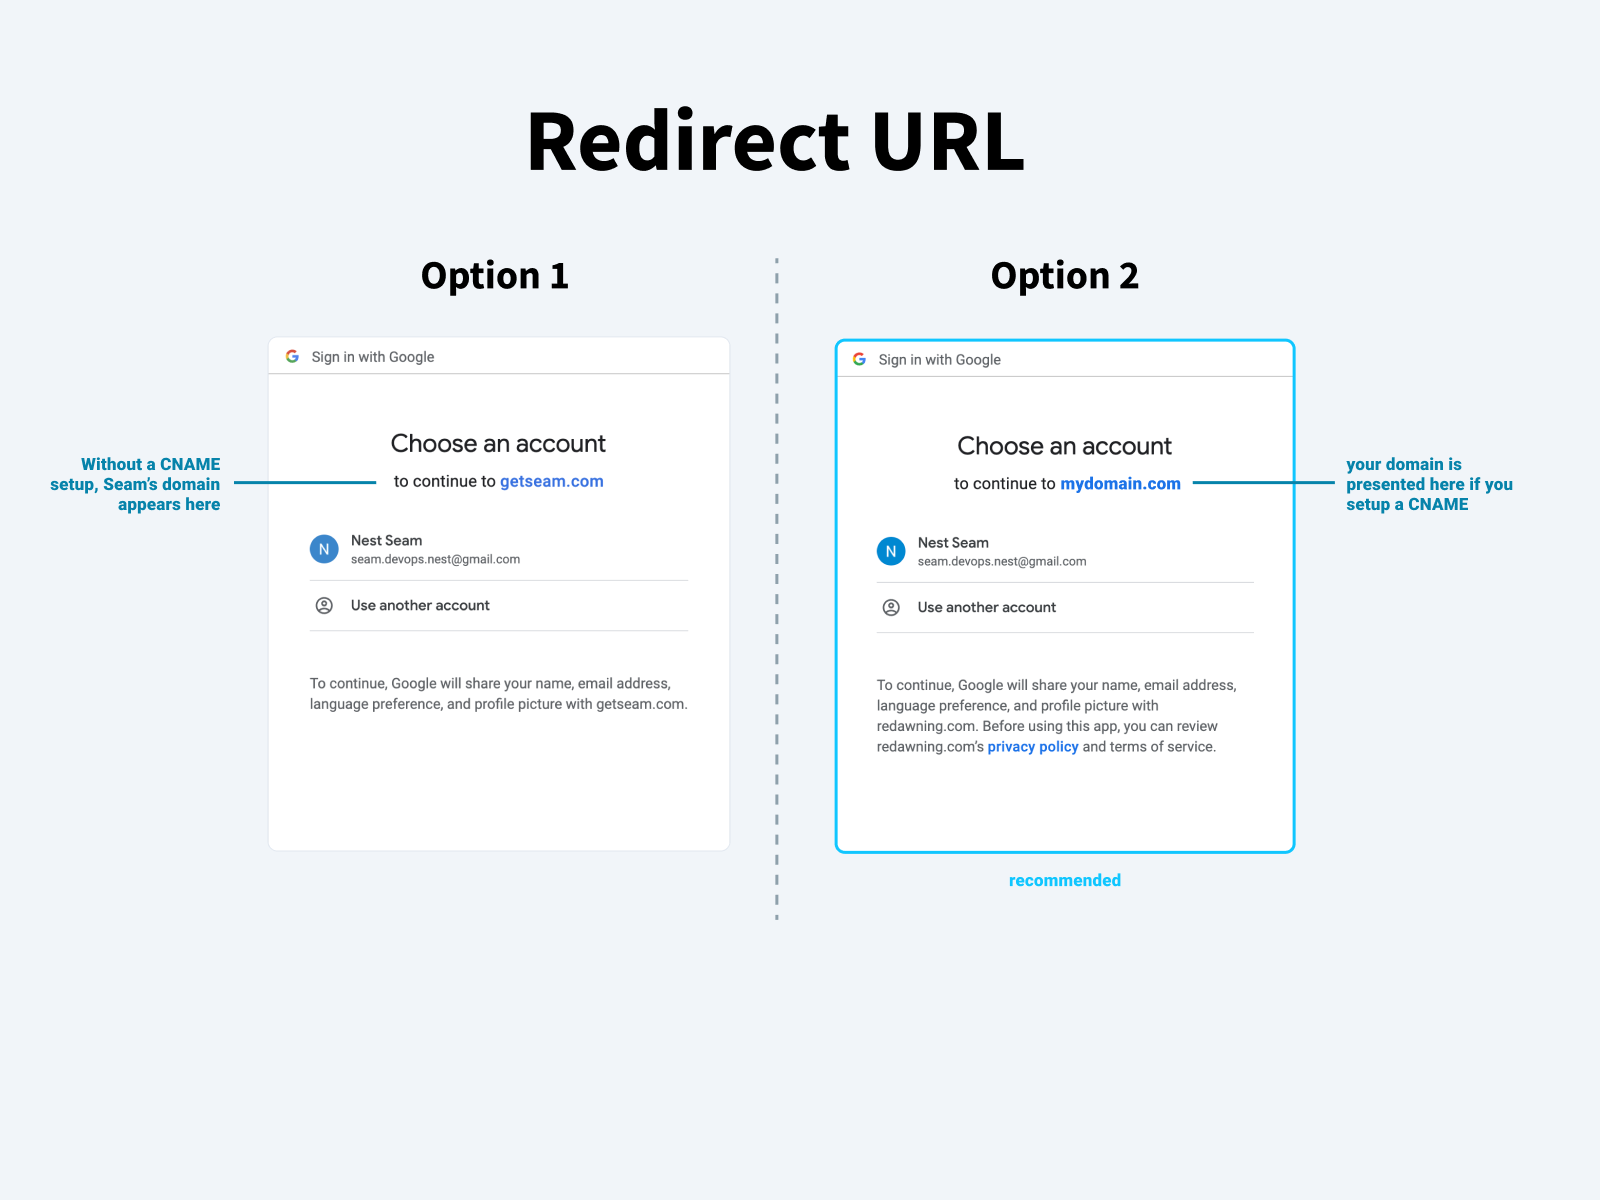 Redirect URL
Option 1
Sign in with Google
Choose an account
to continue to getseam.com
Without a CNAME
setup, Seam's domain
appears here
N
Nest Seam
seam.devops.nest@gmail.com
Use another account
To continue, Google will share your name, email address,
language preference, and profile picture with getseam.com.
Option 2
Sign in with Google
Choose an account
to continue to mydomain.com
your domain is
presented here if you
setup a CNAME
N
Nest Seam
seam.devops.nest@gmail.com
Use another account
To continue, Google will share your name, email address,
language preference, and profile picture with
redawning.com. Before using this app, you can review
redawning.com's privacy policy and terms of service.
recommended